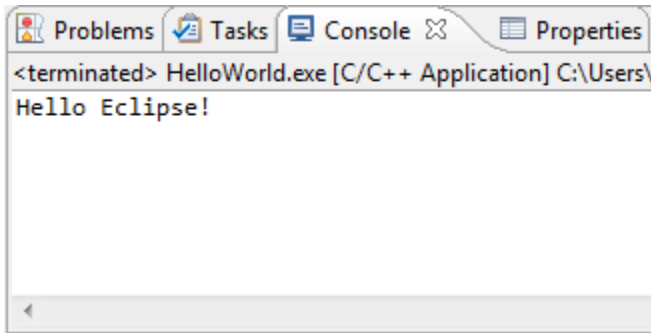 Problems Tasks Console Properties
<terminated> HelloWorld.exe [C/C++ Application] C:\Users\
Hello Eclipse!